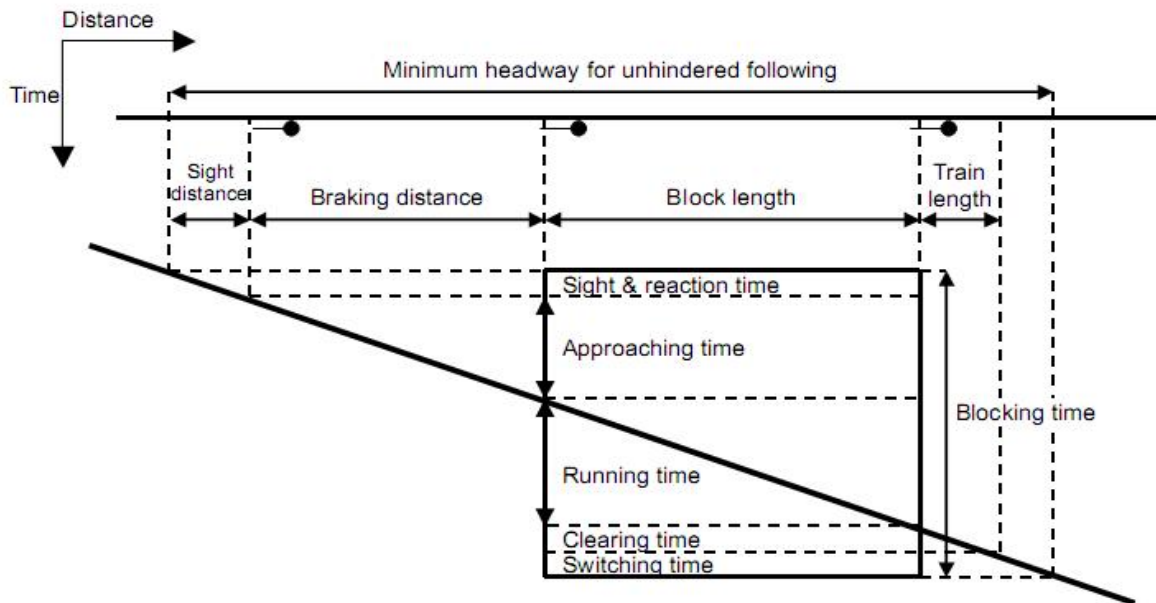 Distance
Time
Minimum headway for unhindered following
Sight
distance
Braking distance
Block length
Train
length
Sight & reaction time
Approaching time
Blocking time
Running time
Clearing time
Switching time